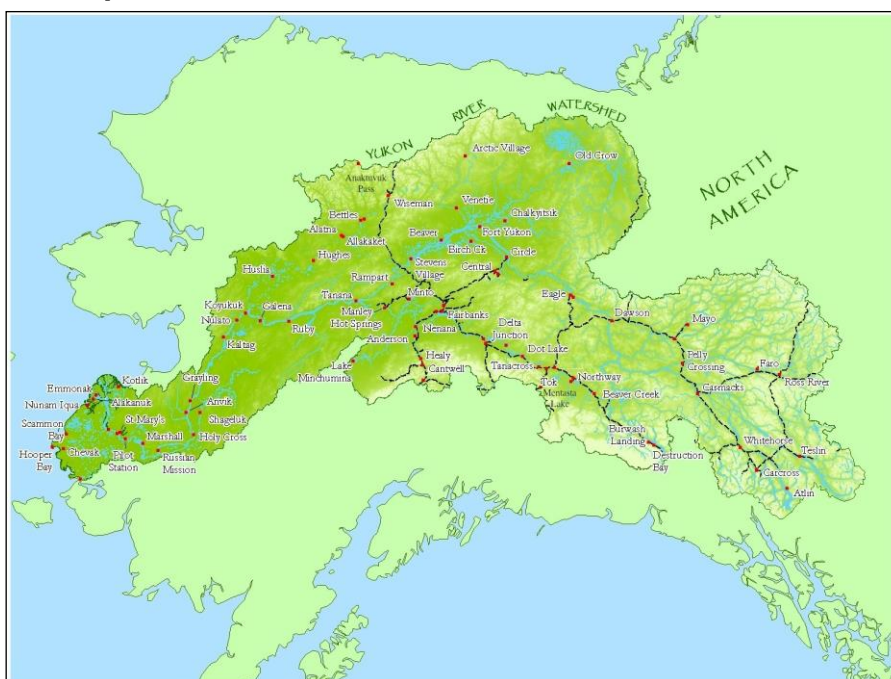 YUKON RIVER WATERSHED
NORTH
AMERICA
Arctic Village
Old Crow
Anaktuvuk
Pass
Wiseman
Venetie
Chalkyitsik
Bettles
Alatna
Allakaket
Beaver
Fort Yukon
Birch Ck
Hughes
Stevens
Village
Circle
Central
Huslia
Rampart
Koyukuk
Galena
Tanana
Minto
Eagle
Nulato
Ruby
Manley
Hot Springs
Fairbanks
Dawson
Mayo
Kaltag
Anderson
Nenana
Delta
Junction
Lake
Minchumina
Healy
Cantwell
Dot Lake
Tanacross
Pelly
Crossing
Faro
Ross River
Grayling
Tok
Northway
Mentasta
Lake
Beaver Creek
Carmacks
Emmonak
Kotlik
Nunam Iqua
Alakanuk
Anvik
Shageluk
Scammon
Bay
St Mary's
Marshall
Holy Cross
Hooper
Bay
Chevak
Pilot
Station
Russian
Mission
Burwash
Landing
Destruction
Bay
Whitehorse
Teslin
Carcross
Atlin